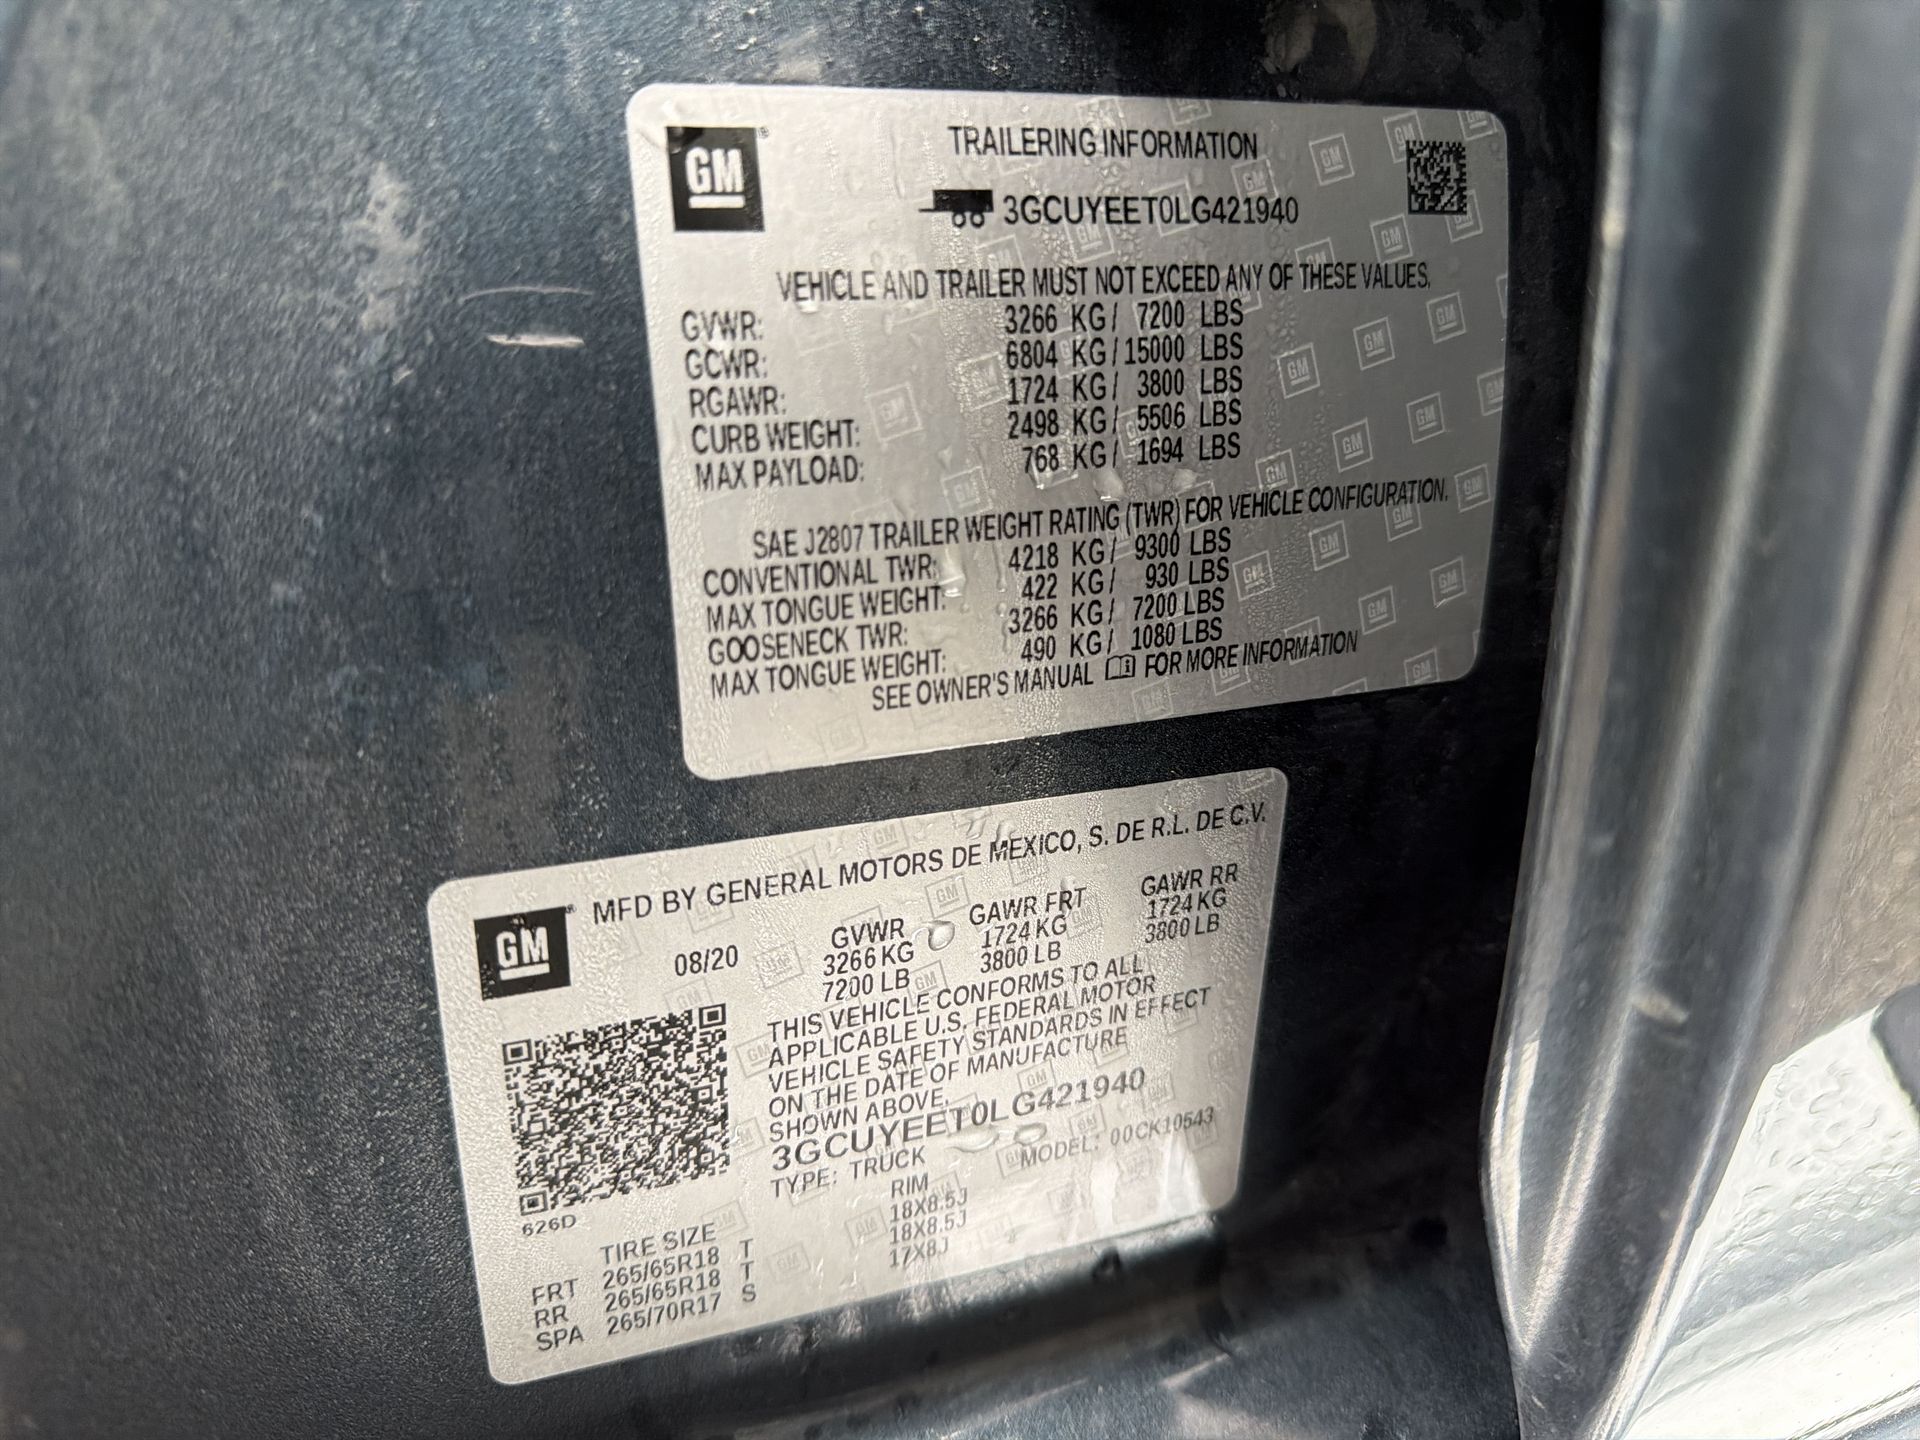 GM
TRAILERING INFORMATION
3GCUYEET0LG421940
VEHICLE AND TRAILER MUST NOT EXCEED ANY OF THESE VALUES.
GVWR: 3266 KG / 7200 LBS
GCWR: 6804 KG / 15000 LBS
RGAWR: 1724 KG / 3800 LBS
CURB WEIGHT: 2498 KG / 5506 LBS
MAX PAYLOAD: 768 KG / 1694 LBS
SAE J2807 TRAILER WEIGHT RATING (TWR) FOR VEHICLE CONFIGURATION.
CONVENTIONAL TWR: 4218 KG / 9300 LBS
MAX TONGUE WEIGHT: 422 KG / 930 LBS
GOOSENECK TWR: 3266 KG / 7200 LBS
MAX TONGUE WEIGHT: 490 KG / 1080 LBS
SEE OWNER'S MANUAL FOR MORE INFORMATION
GM
MFD BY GENERAL MOTORS DE MEXICO, S. DE R.L. DE C.V.
08/20 GVWR GAWR FRT GAWR RR
3266 KG 1724 KG 1724 KG
7200 LB 3800 LB 3800 LB
THIS VEHICLE CONFORMS TO ALL
APPLICABLE U.S. FEDERAL MOTOR
VEHICLE SAFETY STANDARDS IN EFFECT
ON THE DATE OF MANUFACTURE
SHOWN ABOVE.
3GCUYEET0LG421940
TYPE: TRUCK MODEL: 00CK10543
626D
TIRE SIZE RIM
FRT 265/65R18 T 18X8.5J
RR 265/65R18 T 18X8.5J
SPA 265/70R17 S 17X8J